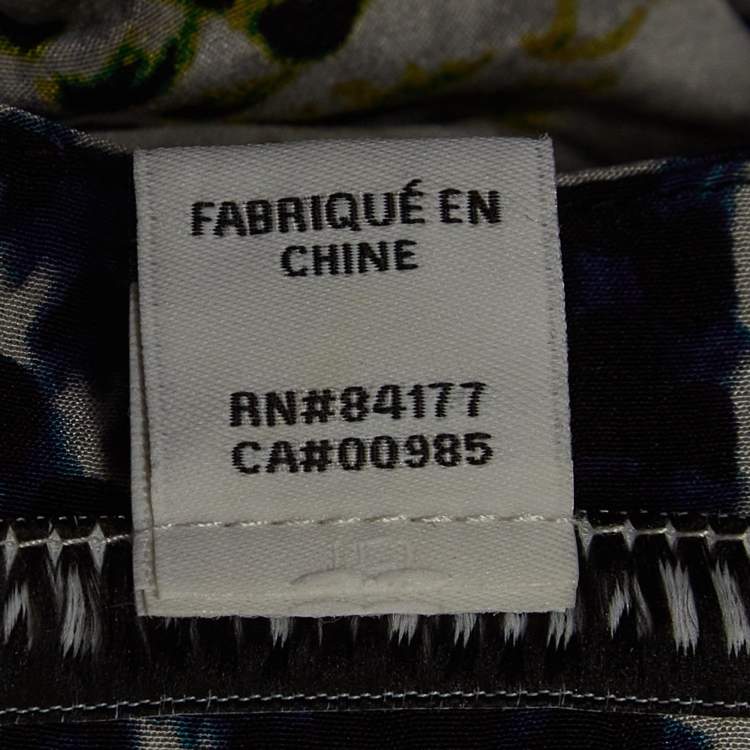 FABRIQUÉ EN
CHINE
RN#84177
CA#00985